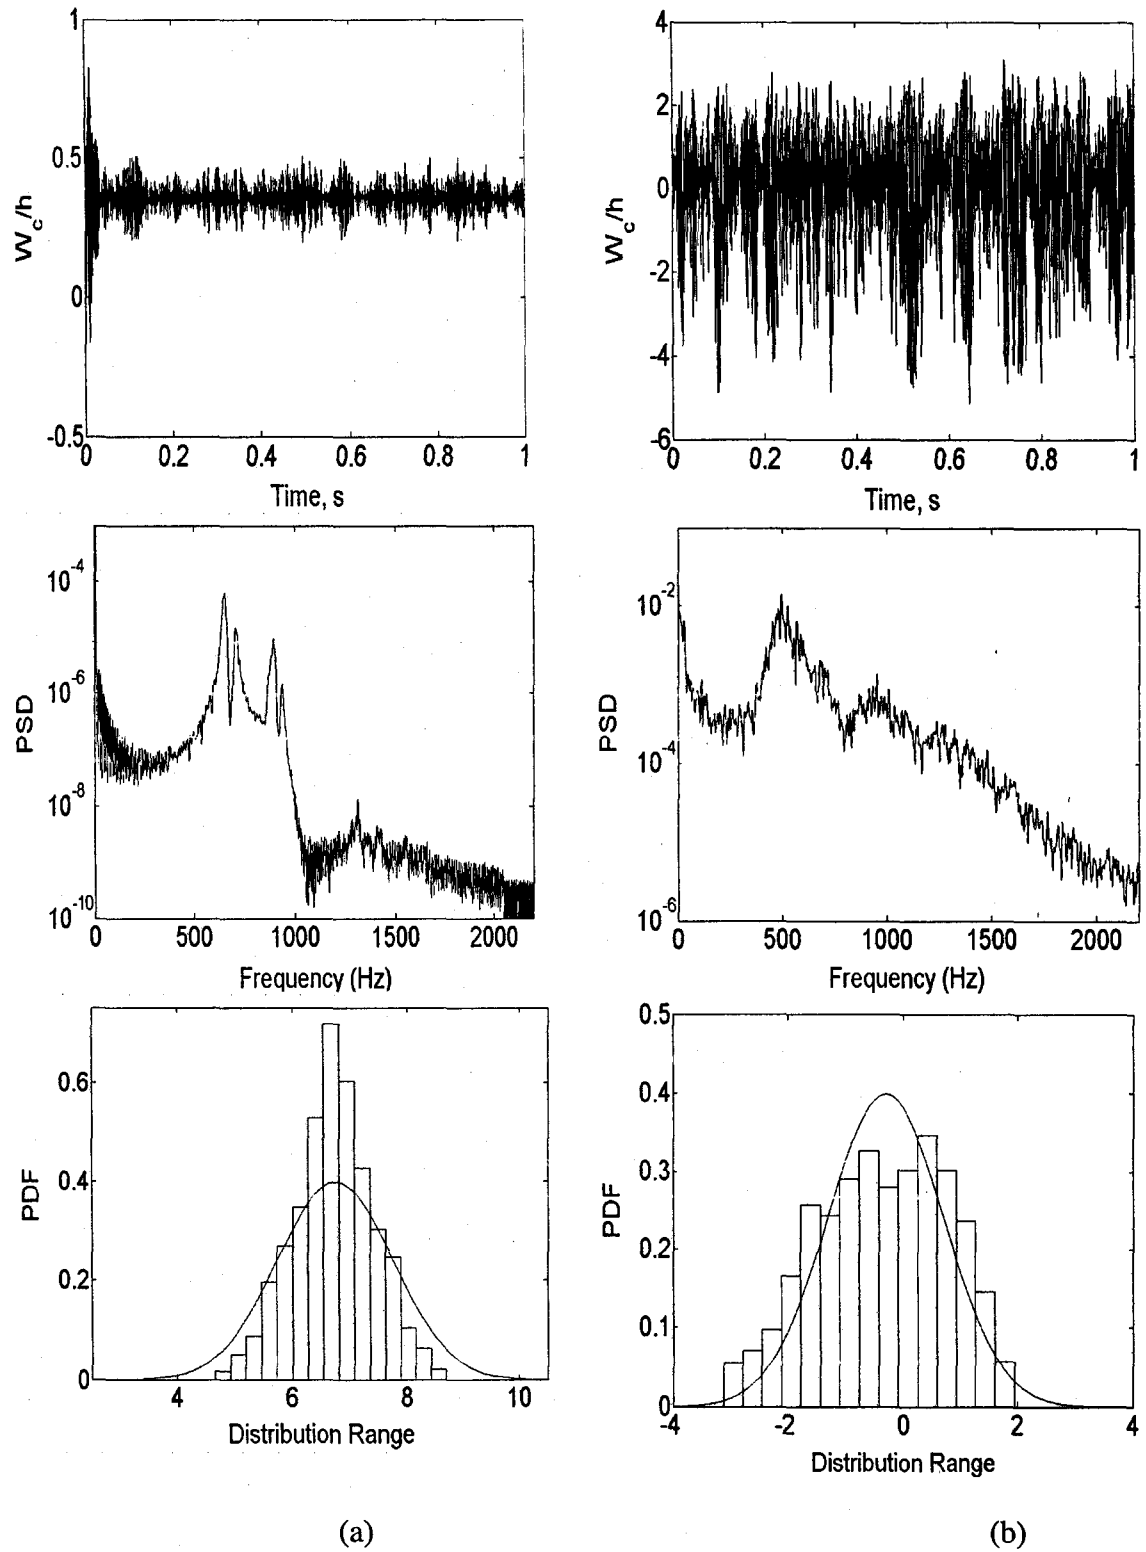 1
0.5
0
-0.5
W_c/h
0 0.2 0.4 0.6 0.8 1
Time, s
4
2
0
-2
-4
-6
W_c/h
0 0.2 0.4 0.6 0.8 1
Time, s
10^-4
10^-6
10^-8
10^-10
PSD
0 500 1000 1500 2000
Frequency (Hz)
10^-2
10^-4
10^-6
PSD
0 500 1000 1500 2000
Frequency (Hz)
0.6
0.4
0.2
0
PDF
4 6 8 10
Distribution Range
0.5
0.4
0.3
0.2
0.1
0
PDF
-4 -2 0 2 4
Distribution Range
(a)
(b)